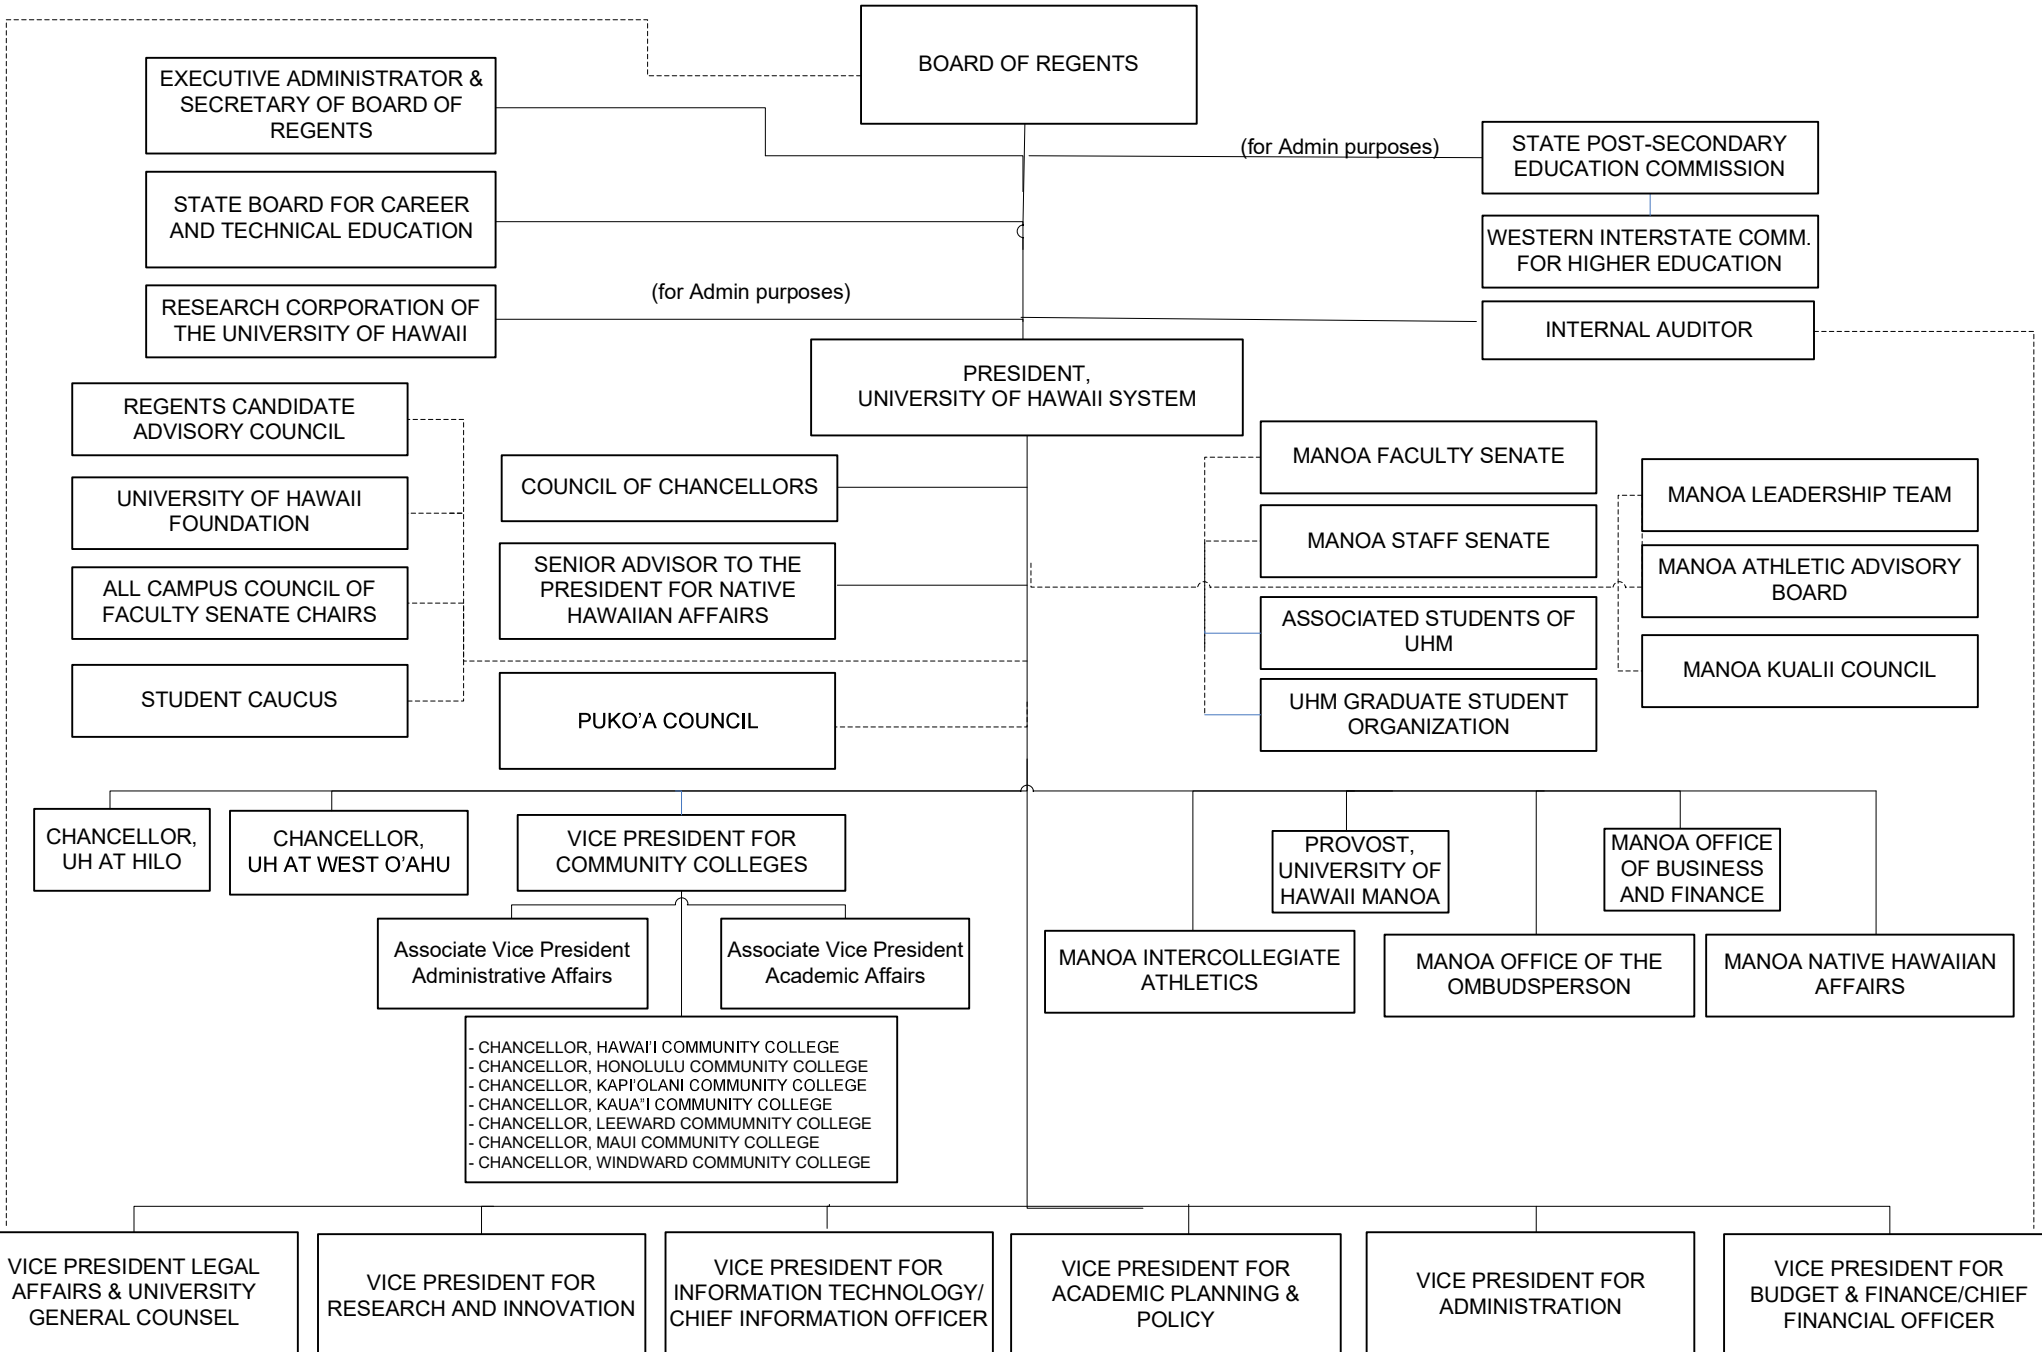 BOARD OF REGENTS
EXECUTIVE ADMINISTRATOR &
SECRETARY OF BOARD OF
REGENTS
(for Admin purposes)
STATE POST-SECONDARY
EDUCATION COMMISSION
STATE BOARD FOR CAREER
AND TECHNICAL EDUCATION
WESTERN INTERSTATE COMM.
FOR HIGHER EDUCATION
RESEARCH CORPORATION OF
THE UNIVERSITY OF HAWAII
(for Admin purposes)
INTERNAL AUDITOR
PRESIDENT,
UNIVERSITY OF HAWAII SYSTEM
REGENTS CANDIDATE
ADVISORY COUNCIL
UNIVERSITY OF HAWAII
FOUNDATION
ALL CAMPUS COUNCIL OF
FACULTY SENATE CHAIRS
STUDENT CAUCUS
COUNCIL OF CHANCELLORS
SENIOR ADVISOR TO THE
PRESIDENT FOR NATIVE
HAWAIIAN AFFAIRS
PUKO’A COUNCIL
MANOA FACULTY SENATE
MANOA STAFF SENATE
ASSOCIATED STUDENTS OF
UHM
UHM GRADUATE STUDENT
ORGANIZATION
MANOA LEADERSHIP TEAM
MANOA ATHLETIC ADVISORY
BOARD
MANOA KUALII COUNCIL
CHANCELLOR,
UH AT HILO
CHANCELLOR,
UH AT WEST O’AHU
VICE PRESIDENT FOR
COMMUNITY COLLEGES
PROVOST,
UNIVERSITY OF
HAWAII MANOA
MANOA OFFICE
OF BUSINESS
AND FINANCE
Associate Vice President
Administrative Affairs
Associate Vice President
Academic Affairs
MANOA INTERCOLLEGIATE
ATHLETICS
MANOA OFFICE OF THE
OMBUDSPERSON
MANOA NATIVE HAWAIIAN
AFFAIRS
- CHANCELLOR, HAWAI’I COMMUNITY COLLEGE
- CHANCELLOR, HONOLULU COMMUNITY COLLEGE
- CHANCELLOR, KAPI’OLANI COMMUNITY COLLEGE
- CHANCELLOR, KAUA”I COMMUNITY COLLEGE
- CHANCELLOR, LEEWARD COMMUMNITY COLLEGE
- CHANCELLOR, MAUI COMMUNITY COLLEGE
- CHANCELLOR, WINDWARD COMMUNITY COLLEGE
VICE PRESIDENT LEGAL
AFFAIRS & UNIVERSITY
GENERAL COUNSEL
VICE PRESIDENT FOR
RESEARCH AND INNOVATION
VICE PRESIDENT FOR
INFORMATION TECHNOLOGY/
CHIEF INFORMATION OFFICER
VICE PRESIDENT FOR
ACADEMIC PLANNING &
POLICY
VICE PRESIDENT FOR
ADMINISTRATION
VICE PRESIDENT FOR
BUDGET & FINANCE/CHIEF
FINANCIAL OFFICER